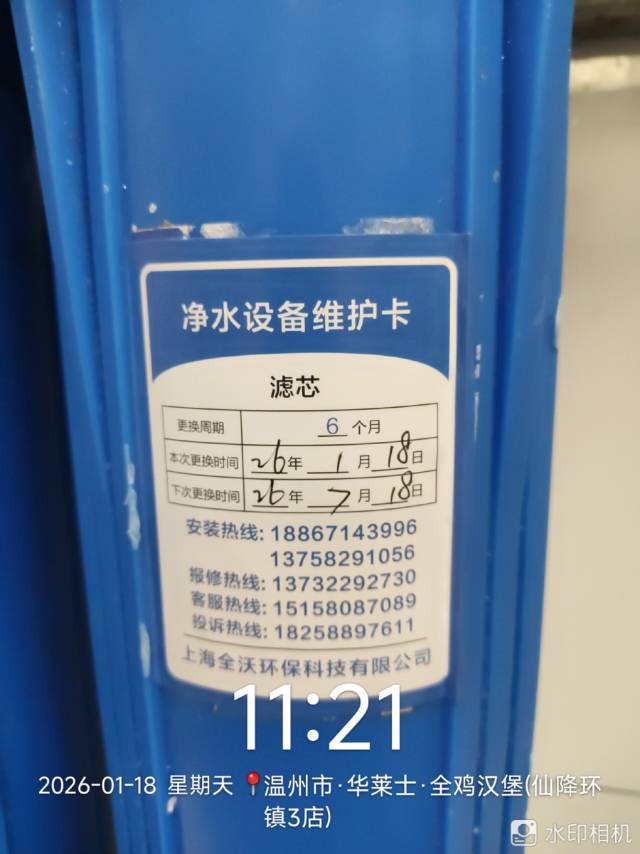 净水设备维护卡
滤芯
更换周期 6 个月
本次更换时间 26年 1月 18日
下次更换时间 26年 7月 18日
安装热线: 18867143996
13758291056
报修热线: 13732292730
客服热线: 15158087089
投诉热线: 18258897611
上海全沃环保科技有限公司
11:21
2026-01-18 星期天 📍温州市·华莱士·全鸡汉堡(仙降环
镇3店)
水印相机